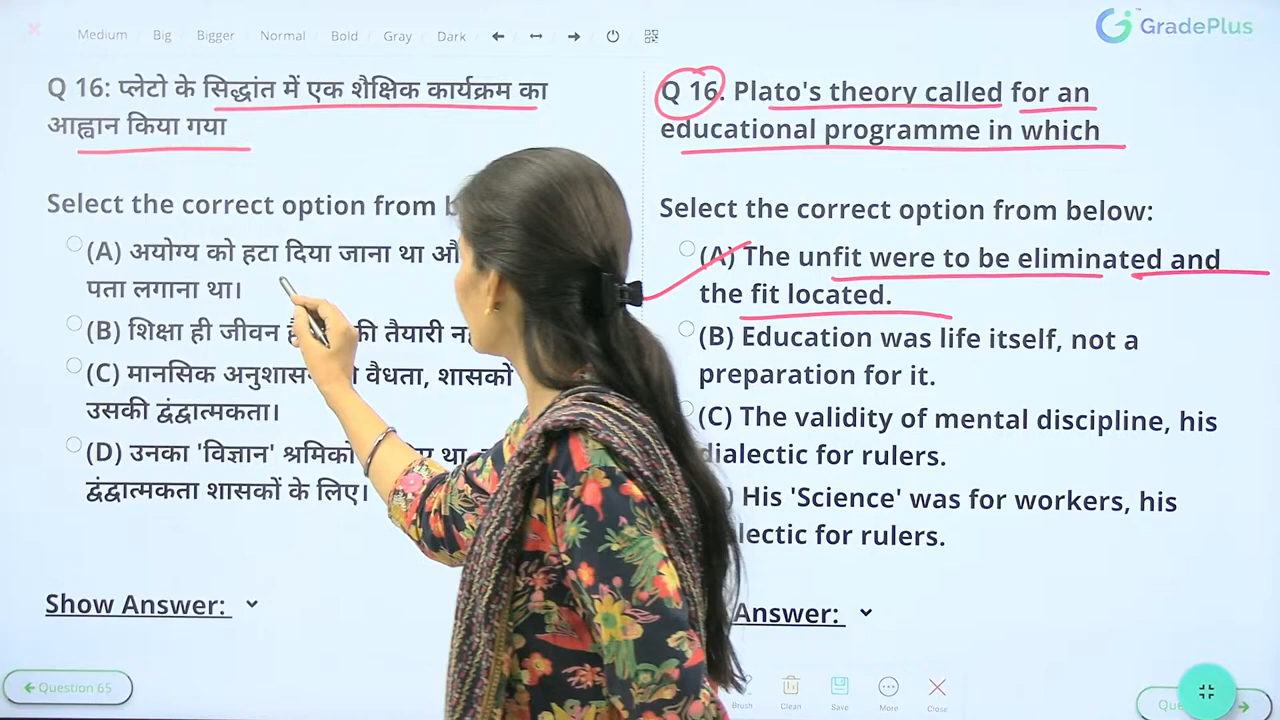 Medium Big Bigger Normal Bold Gray Dark
GradePlus
Q 16: प्लेटो के सिद्धांत में एक शैक्षिक कार्यक्रम का
आह्वान किया गया
Select the correct option from
(A) अयोग्य को हटा दिया जाना था
पता लगाना था।
(B) शिक्षा ही जीवन की तैयारी
(C) मानसिक वैधता, शासकों
उसकी द्वंद्वात्मकता।
(D) उनका 'विज्ञान' श्रमिकों था
द्वंद्वात्मकता शासकों के लिए।
Show Answer:
Question 65
Q 16. Plato's theory called for an
educational programme in which
Select the correct option from below:
(A) The unfit were to be eliminated and
the fit located.
(B) Education was life itself, not a
preparation for it.
(C) The validity of mental discipline, his
dialectic for rulers.
His 'Science' was for workers, his
for rulers.
Answer:
Brush Clean Save More Close